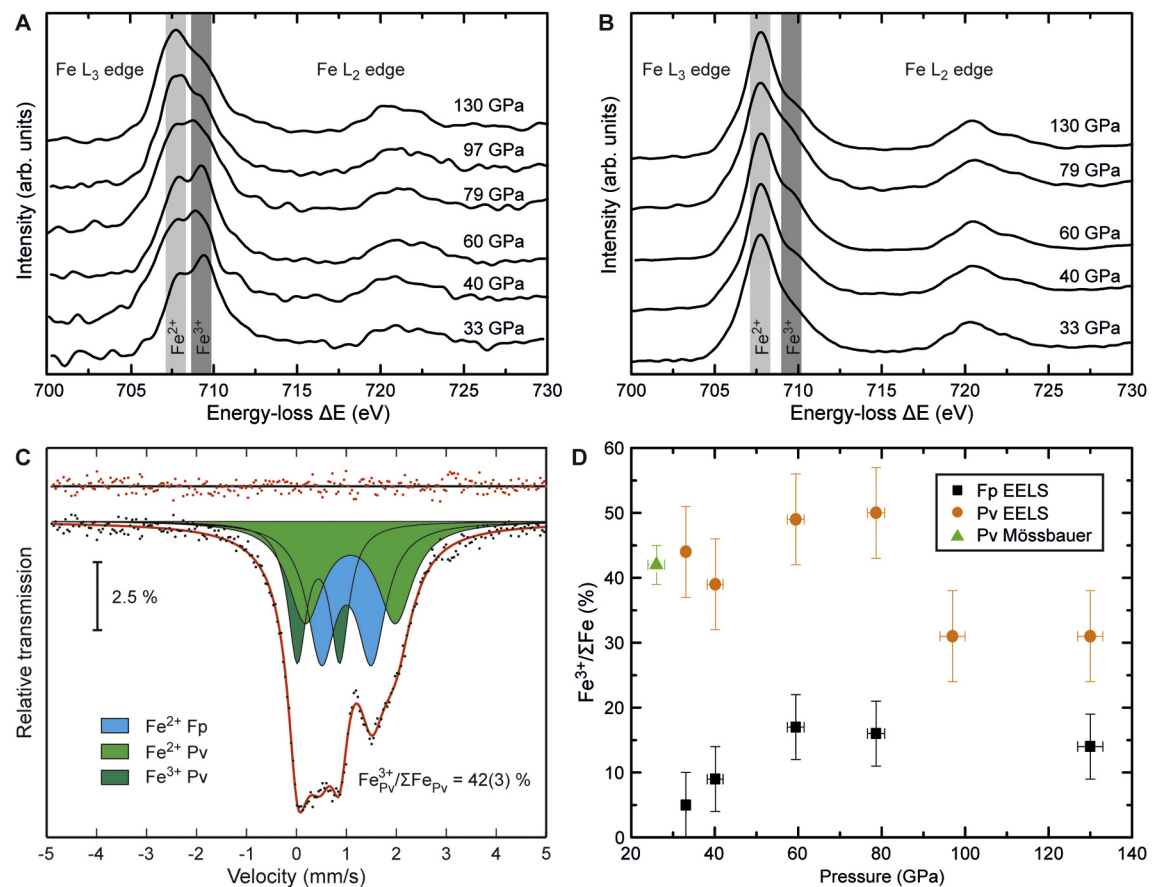 A
Fe L3 edge
Fe L2 edge
130 GPa
97 GPa
79 GPa
60 GPa
40 GPa
33 GPa
Fe2+
Fe3+
Intensity (arb. units)
700 705 710 715 720 725 730
Energy-loss ΔE (eV)
B
Fe L3 edge
Fe L2 edge
130 GPa
79 GPa
60 GPa
40 GPa
33 GPa
Fe2+
Fe3+
Intensity (arb. units)
700 705 710 715 720 725 730
Energy-loss ΔE (eV)
C
2.5 %
Relative transmission
Fe2+ Fp
Fe2+ Pv
Fe3+ Pv
Fe3+Pv/ΣFePv = 42(3) %
-5 -4 -3 -2 -1 0 1 2 3 4 5
Velocity (mm/s)
D
Fp EELS
Pv EELS
Pv Mössbauer
Fe3+/ΣFe (%)
60
50
40
30
20
10
0
20 40 60 80 100 120 140
Pressure (GPa)